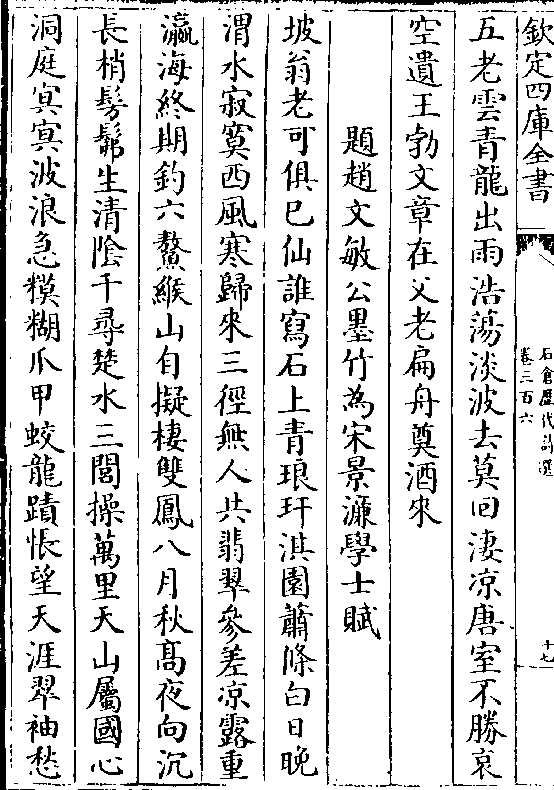 欽定四庫全書
石倉歷代詩選
卷三百六
十七
五老雲青龍出雨浩蕩淡波去莫回淒涼唐室不勝哀
空遺王勃文章在父老扁舟奠酒來
題趙文敏公墨竹為宋景濂學士賦
坡翁老可俱已仙誰寫石上青琅玕淇園蕭條白日晚
渭水寂寞西風寒歸來三徑無人共翡翠參差凉露重
瀛海終期釣六鰲緱山自擬棲雙鳳八月秋髙夜向沉
長梢髣髴生清陰千尋楚水三閭操萬里天山屬國心
洞庭㝠㝠波浪急糢糊爪甲蛟龍蹟悵望天涯翠袖愁